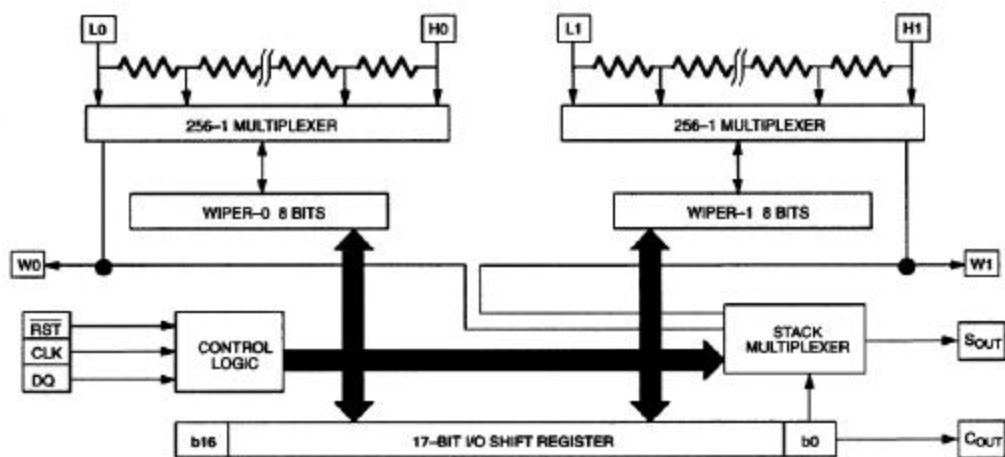 L0 H0 L1 H1
256–1 MULTIPLEXER 256–1 MULTIPLEXER
WIPER–0 8 BITS WIPER–1 8 BITS
W0 W1
RST
CLK
DQ
CONTROL
LOGIC
STACK
MULTIPLEXER
SOUT
b16 17–BIT I/O SHIFT REGISTER b0 COUT